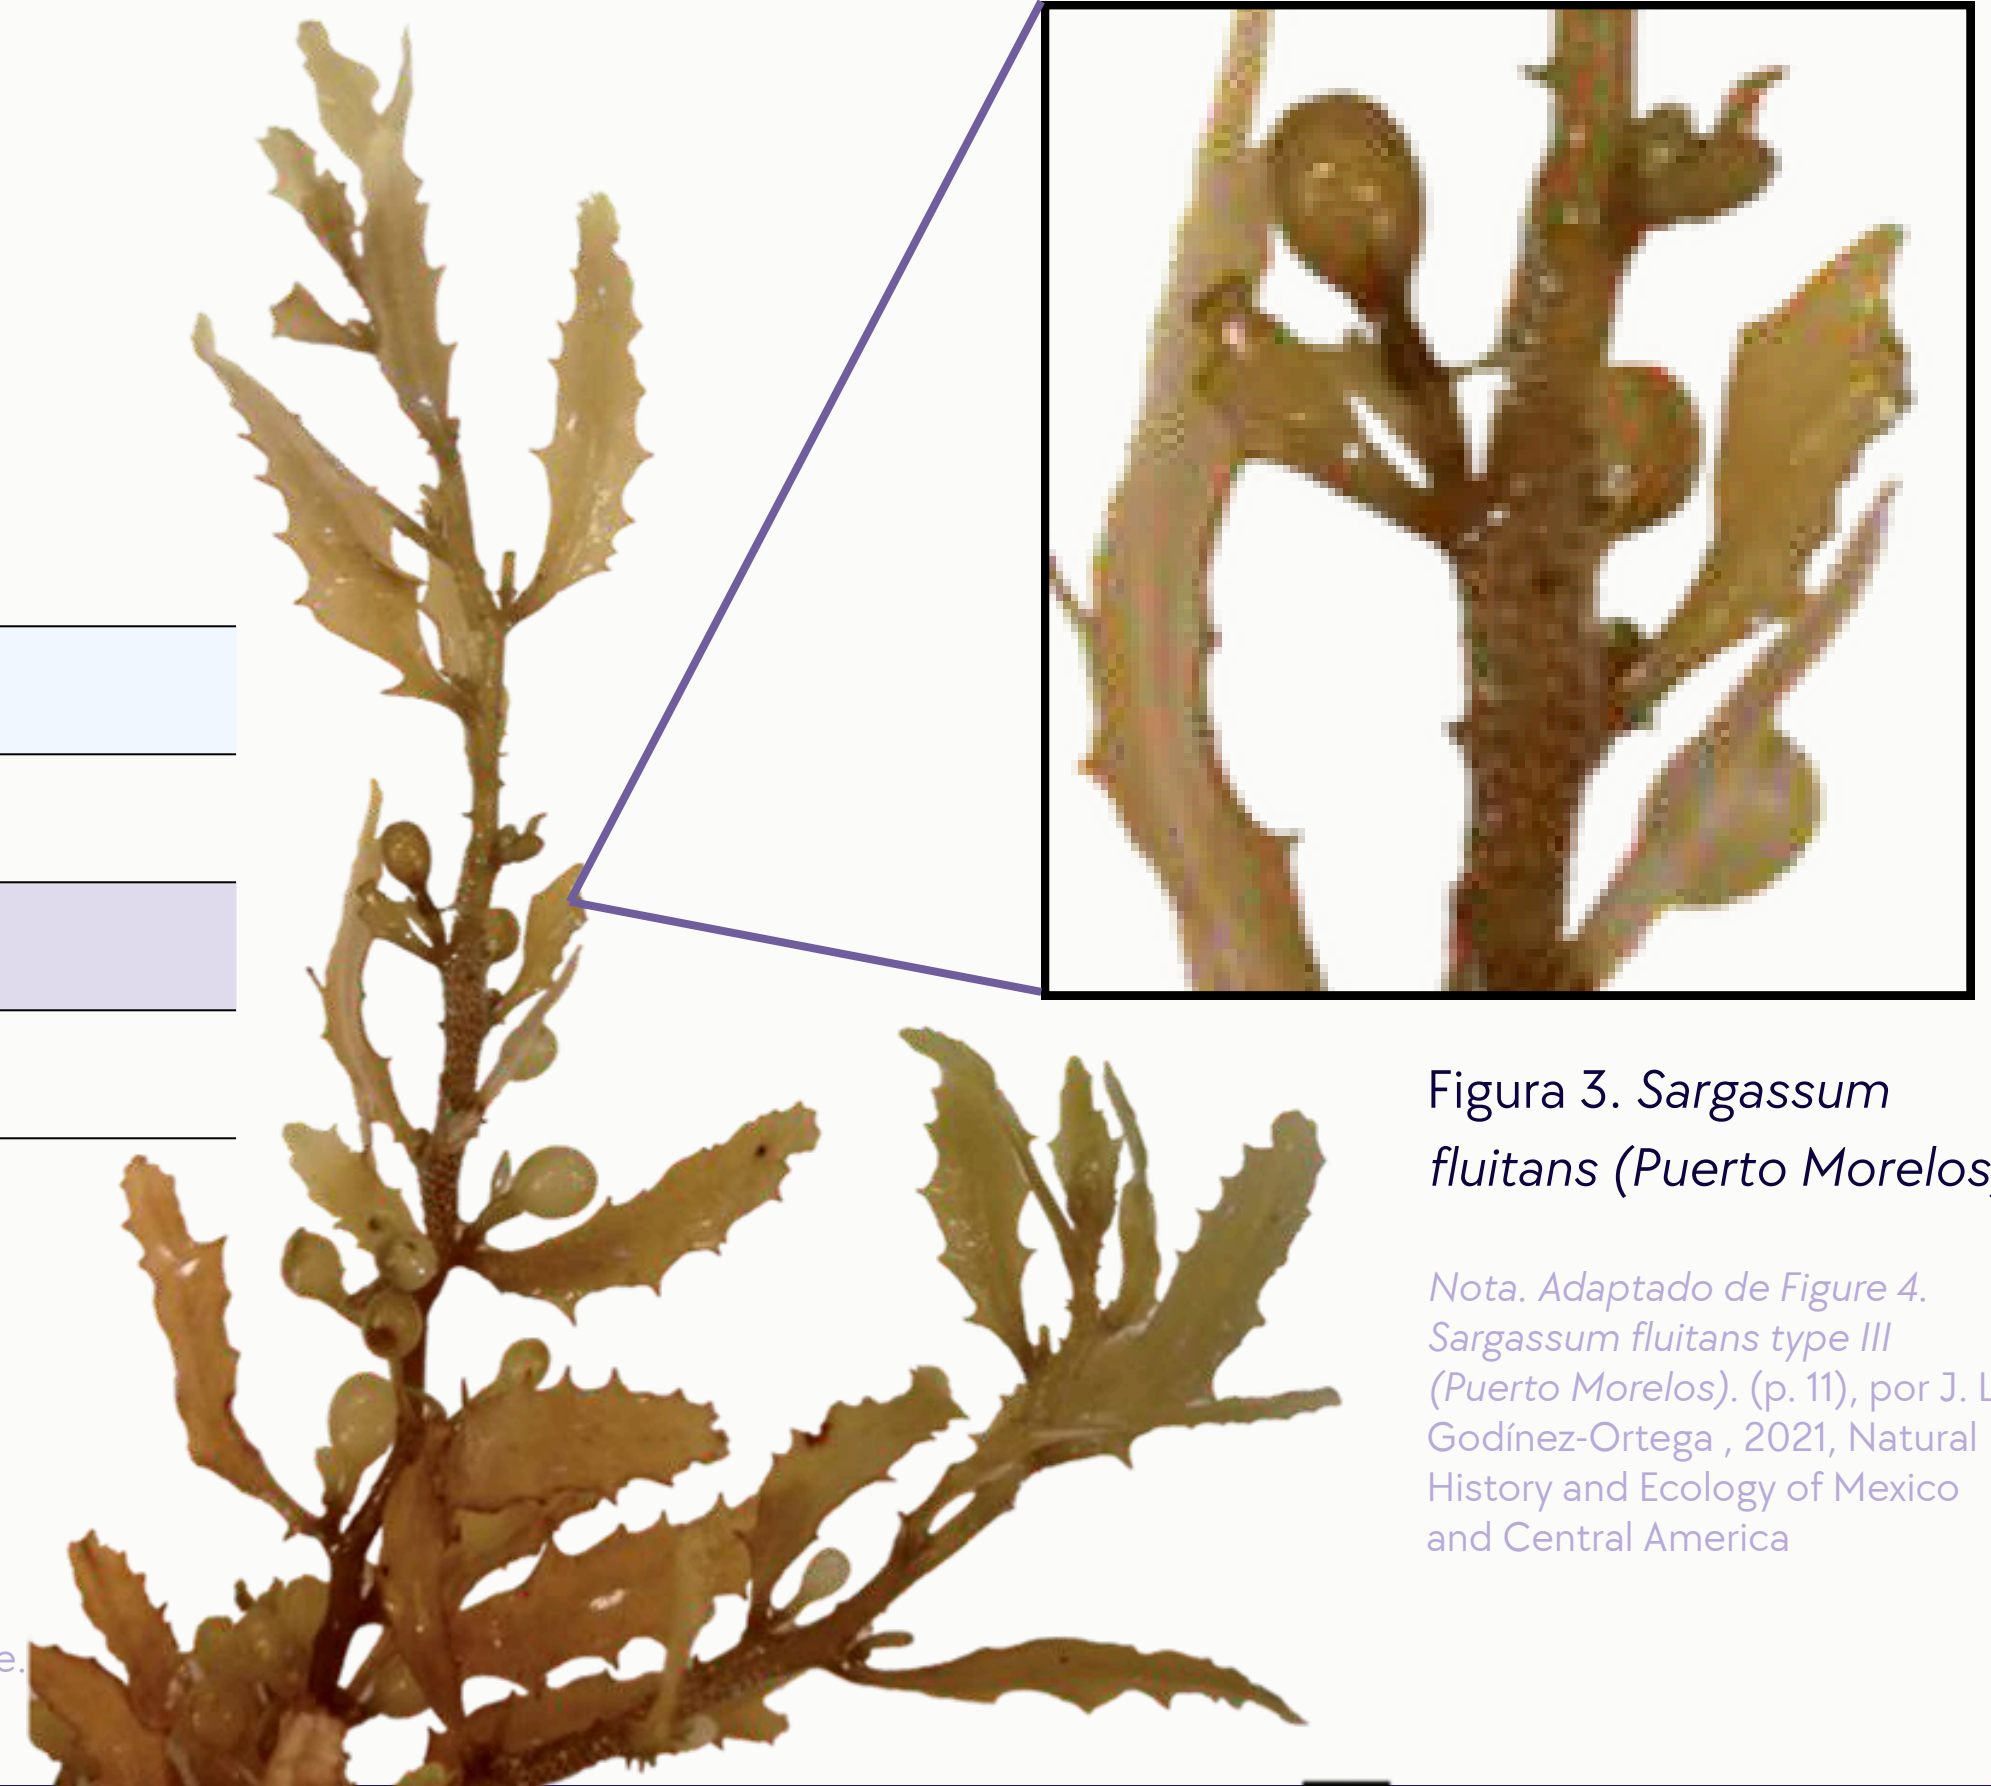 Figura 3. Sargassum
fluitans (Puerto Morelos)
Nota. Adaptado de Figure 4.
Sargassum fluitans type III
(Puerto Morelos). (p. 11), por J. L
Godínez-Ortega , 2021, Natural
History and Ecology of Mexico
and Central America
e.